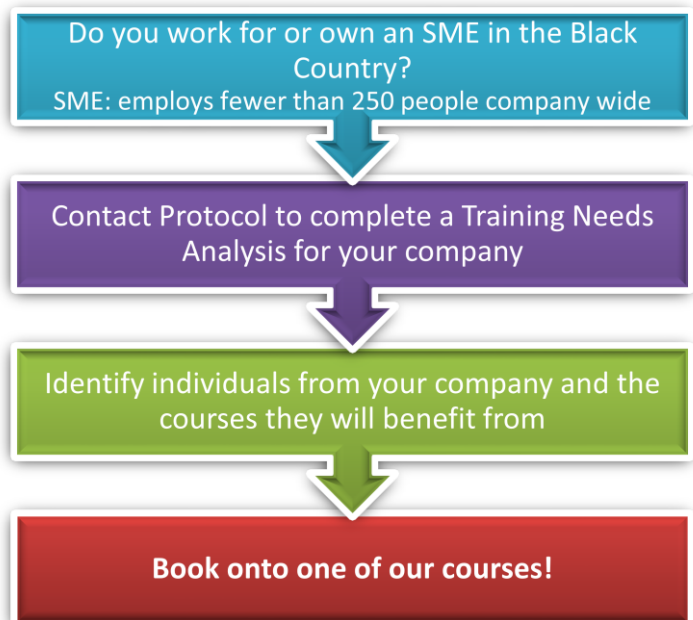 Do you work for or own an SME in the Black
Country?
SME: employs fewer than 250 people company wide
Contact Protocol to complete a Training Needs
Analysis for your company
Identify individuals from your company and the
courses they will benefit from
Book onto one of our courses!